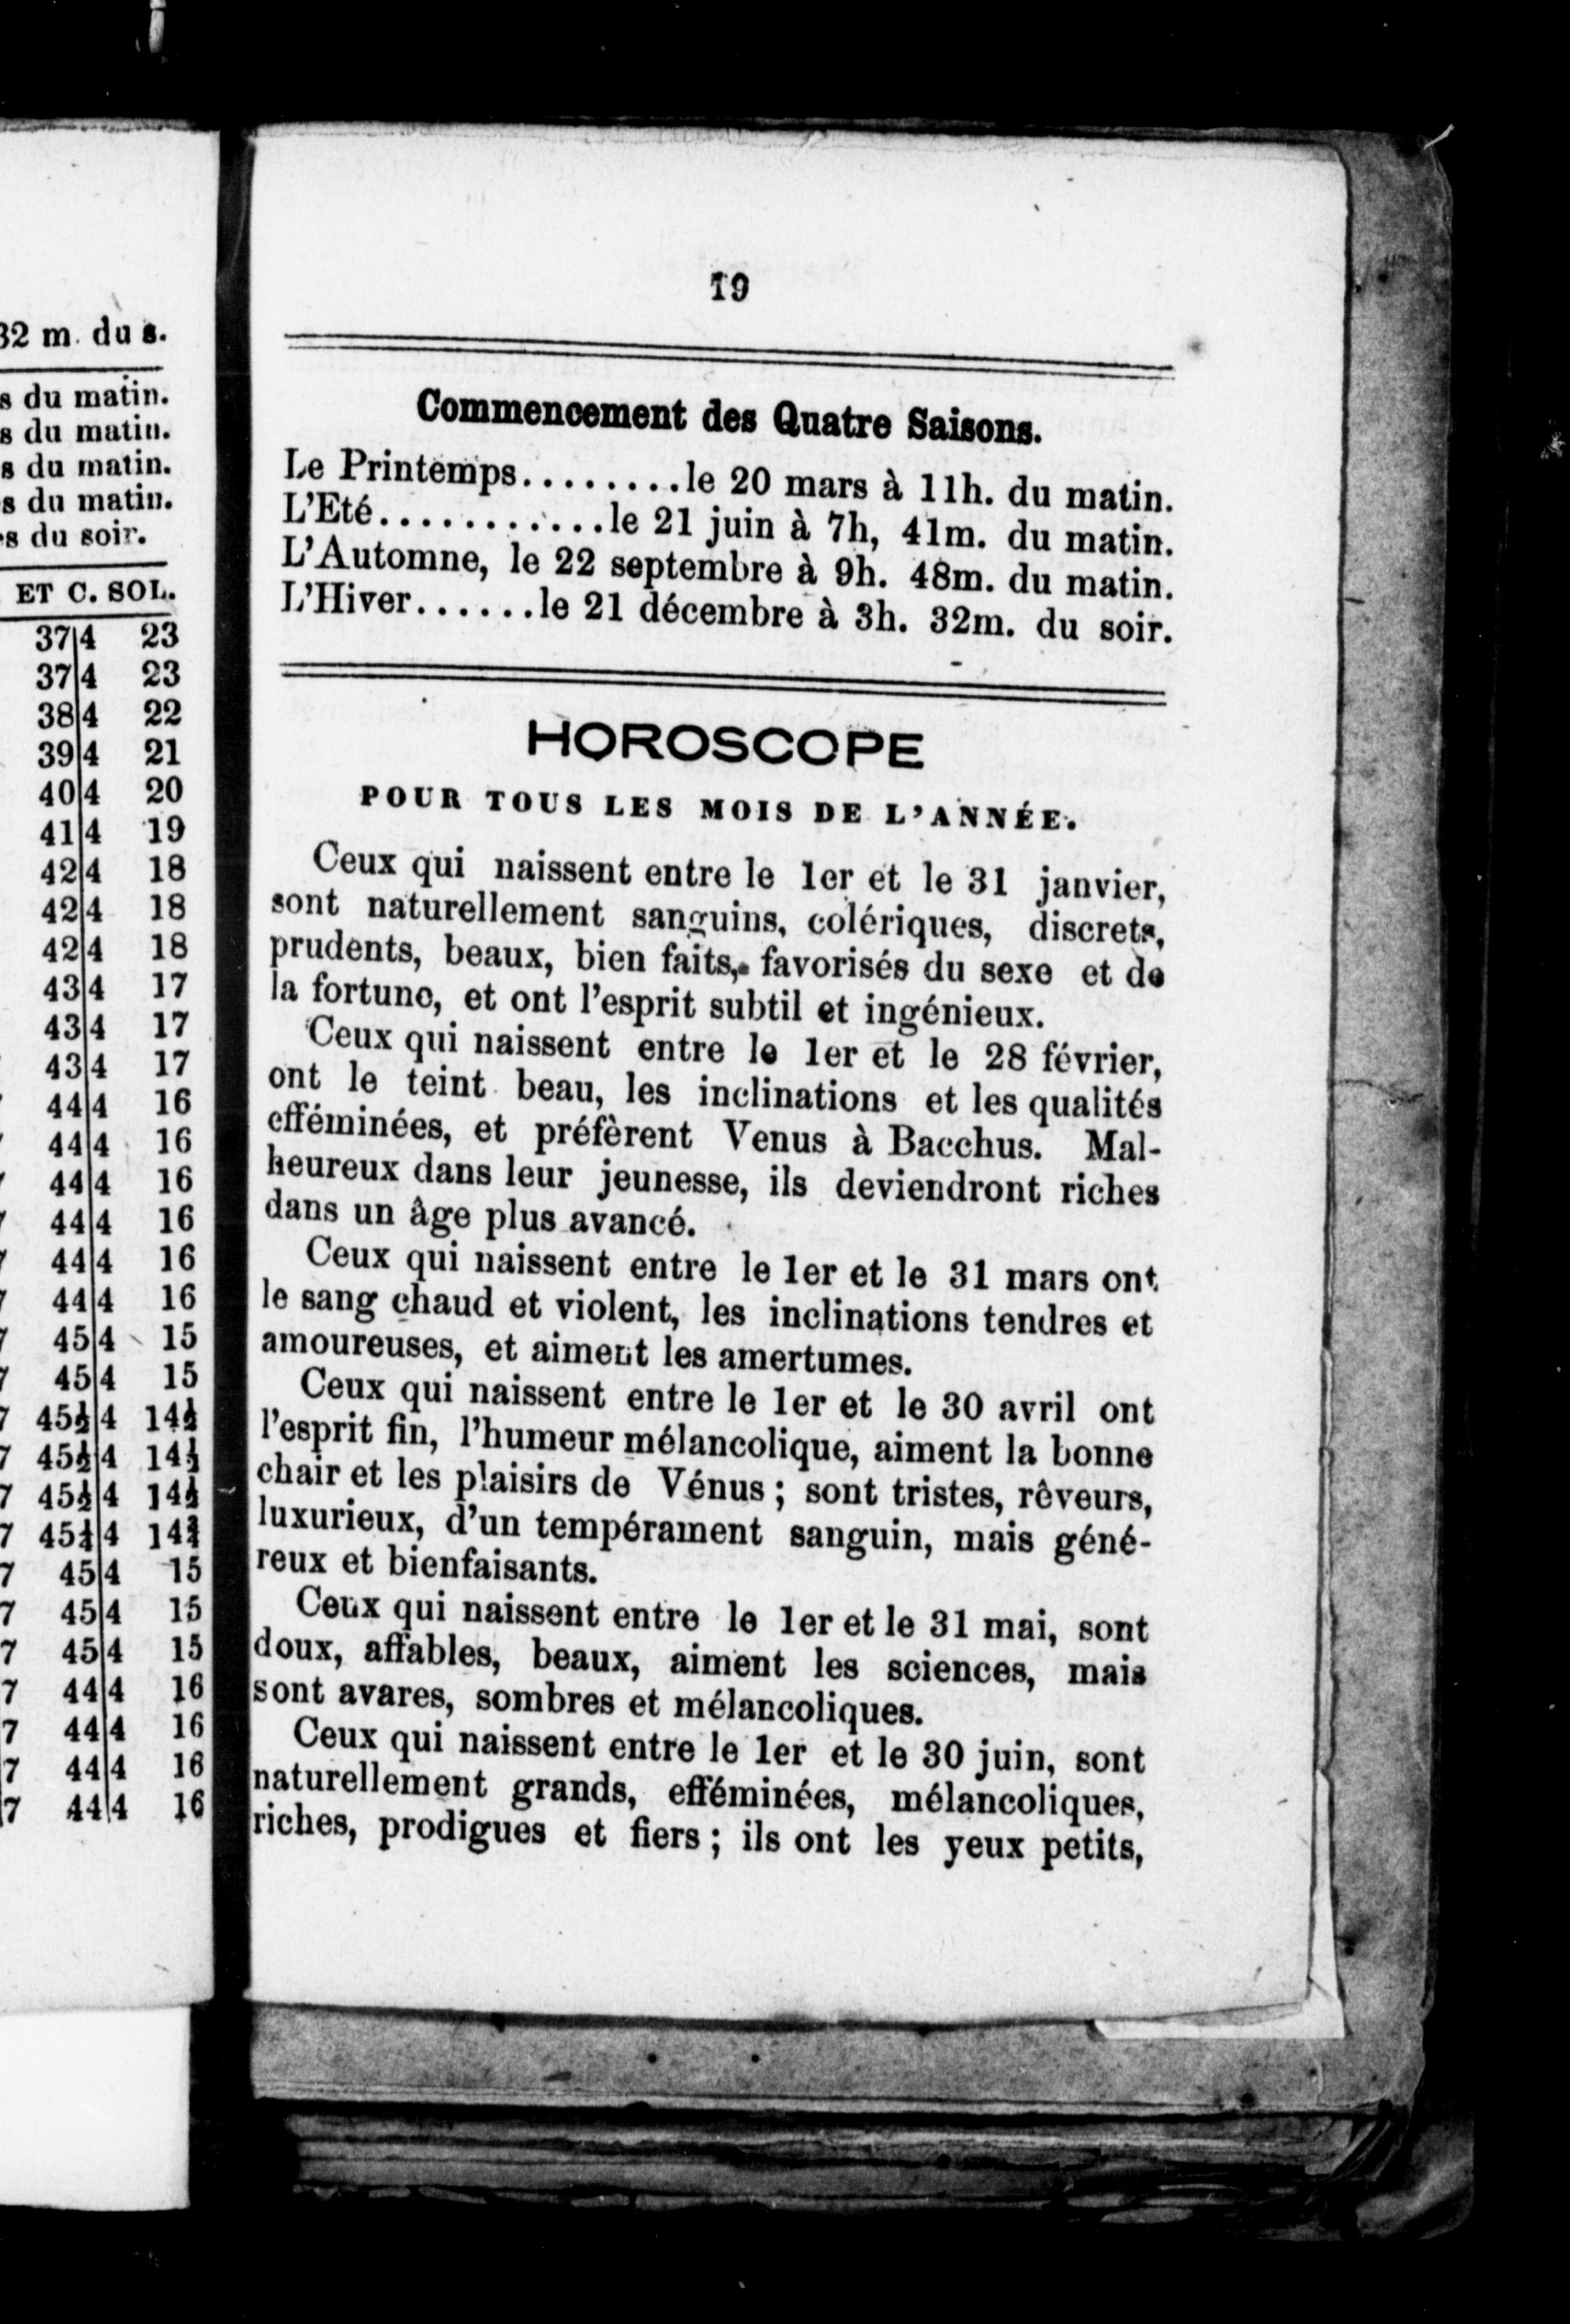 32 m. du s.
s du matin.
s du matin.
s du matin.
s du matin.
s du soir.
ET C. SOL.
37 4 23
37 4 23
38 4 22
39 4 21
40 4 20
41 4 19
42 4 18
42 4 18
42 4 18
43 4 17
43 4 17
43 4 17
44 4 16
44 4 16
44 4 16
44 4 16
44 4 16
44 4 16
45 4 15
45 4 15
7 45½ 4 14½
7 45½ 4 14½
7 45½ 4 14½
7 45¼ 4 14¾
7 45 4 15
7 45 4 15
7 45 4 15
7 44 4 16
7 44 4 16
7 44 4 16
7 44 4 16
19
Commencement des Quatre Saisons.
Le Printemps........le 20 mars à 11h. du matin.
L'Eté............le 21 juin à 7h, 41m. du matin.
L'Automne, le 22 septembre à 9h. 48m. du matin.
L'Hiver......le 21 décembre à 3h. 32m. du soir.
HOROSCOPE
POUR TOUS LES MOIS DE L'ANNÉE.
Ceux qui naissent entre le 1er et le 31 janvier,
sont naturellement sanguins, colériques, discrets,
prudents, beaux, bien faits, favorisés du sexe et de
la fortune, et ont l'esprit subtil et ingénieux.
Ceux qui naissent entre le 1er et le 28 février,
ont le teint beau, les inclinations et les qualités
efféminées, et préfèrent Venus à Bacchus. Mal-
heureux dans leur jeunesse, ils deviendront riches
dans un âge plus avancé.
Ceux qui naissent entre le 1er et le 31 mars ont
le sang chaud et violent, les inclinations tendres et
amoureuses, et aiment les amertumes.
Ceux qui naissent entre le 1er et le 30 avril ont
l'esprit fin, l'humeur mélancolique, aiment la bonne
chair et les plaisirs de Vénus ; sont tristes, rêveurs,
luxurieux, d'un tempérament sanguin, mais géné-
reux et bienfaisants.
Ceux qui naissent entre le 1er et le 31 mai, sont
doux, affables, beaux, aiment les sciences, mais
sont avares, sombres et mélancoliques.
Ceux qui naissent entre le 1er et le 30 juin, sont
naturellement grands, efféminées, mélancoliques,
riches, prodigues et fiers ; ils ont les yeux petits,